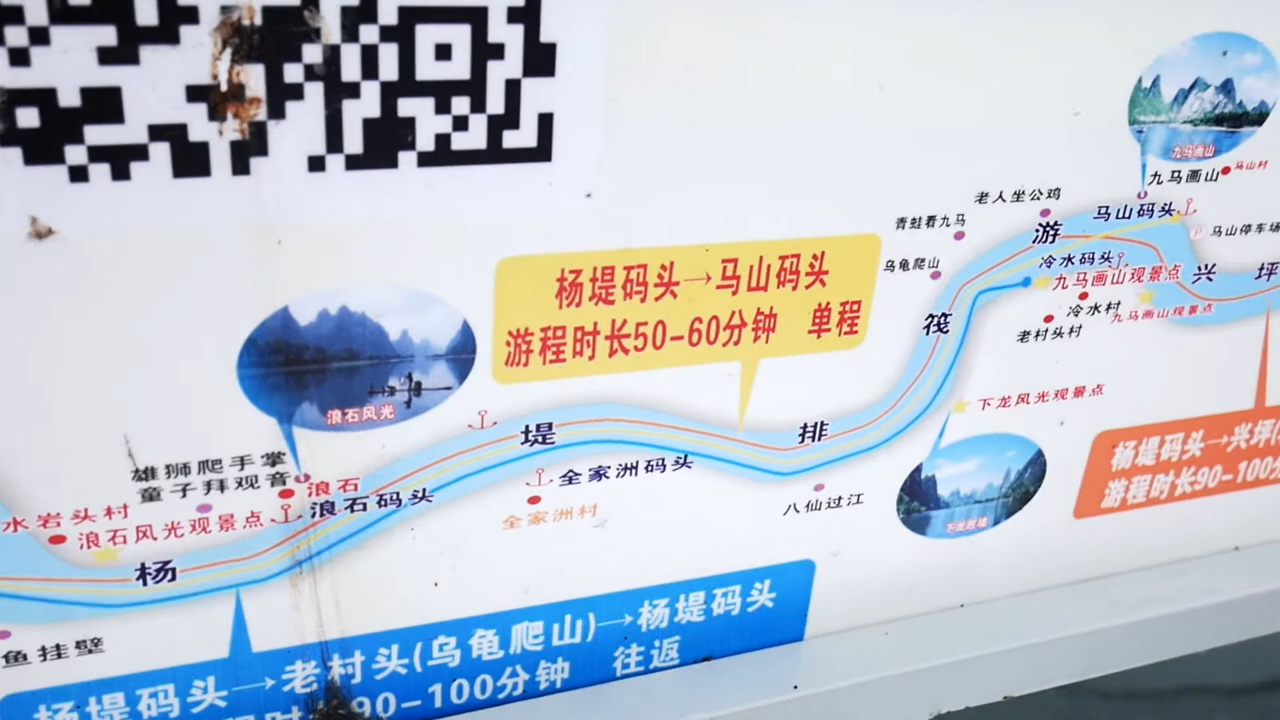 九马画山
九马画山
马山村
老人坐公鸡
马山码头
青蛙看九马
游
P
马山停车场
乌龟爬山
冷水码头
九马画山观景点
兴
坪
冷水村
九马画山观景点
老村头村
筏
杨堤码头→马山码头
游程时长50-60分钟 单程
浪石风光
下龙风光观景点
堤
排
雄狮爬手掌
童子拜观音
浪石
全家洲码头
浪石码头
水岩头村
浪石风光观景点
全家洲村
八仙过江
杨堤码头→兴坪
游程时长90-100分
杨
鱼挂壁
杨堤码头→老村头(乌龟爬山)→杨堤码头
90-100分钟 往返